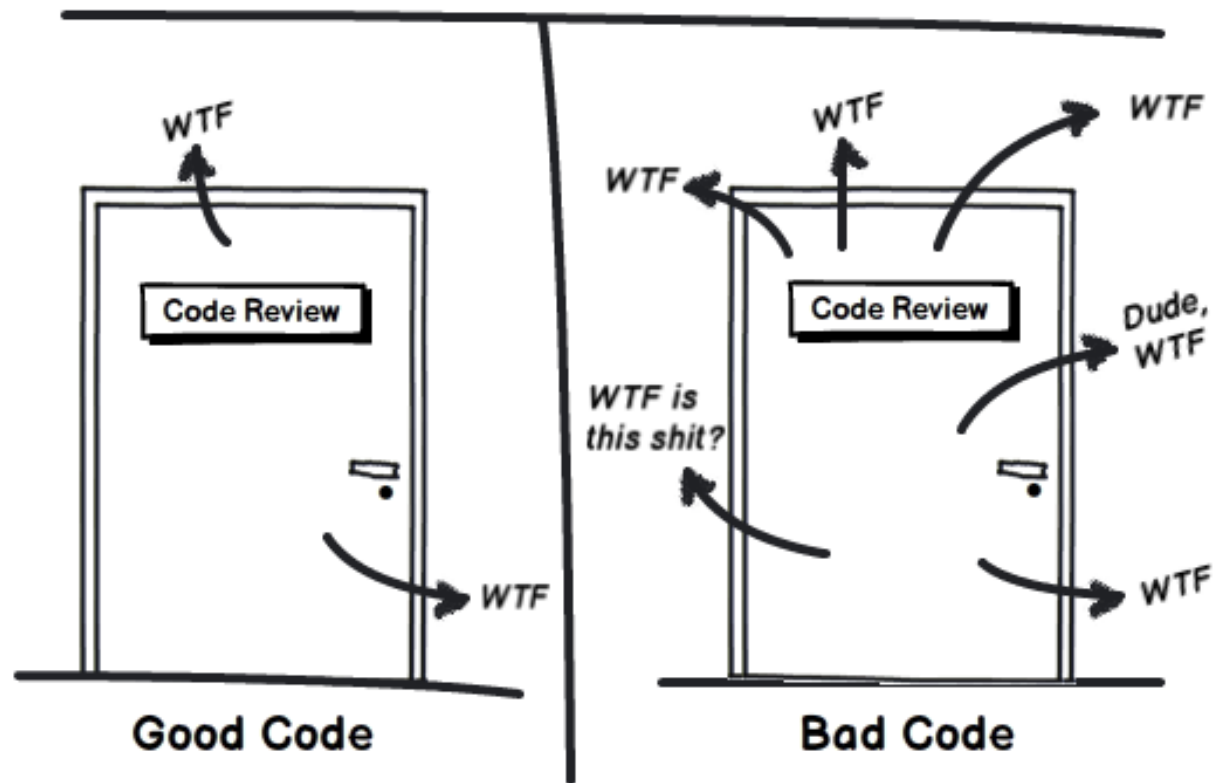 WTF
Code Review
WTF
Good Code
WTF
WTF
WTF
Code Review
Dude,
WTF
WTF is
this shit?
WTF
Bad Code